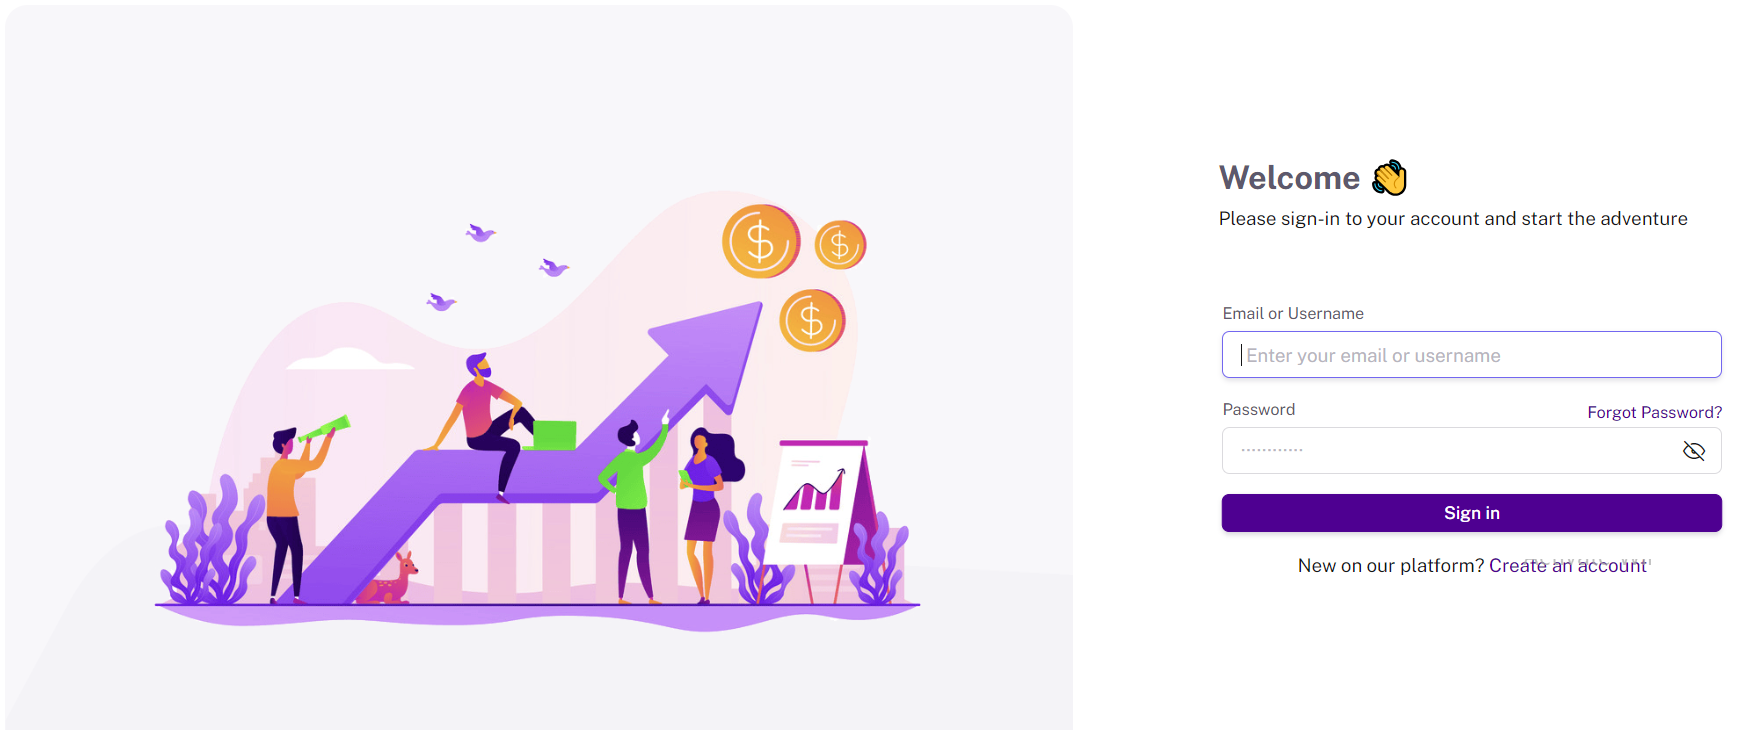 Welcome 👋
Please sign-in to your account and start the adventure
Email or Username
Enter your email or username
Password
Forgot Password?
············
Sign in
New on our platform? Create an account